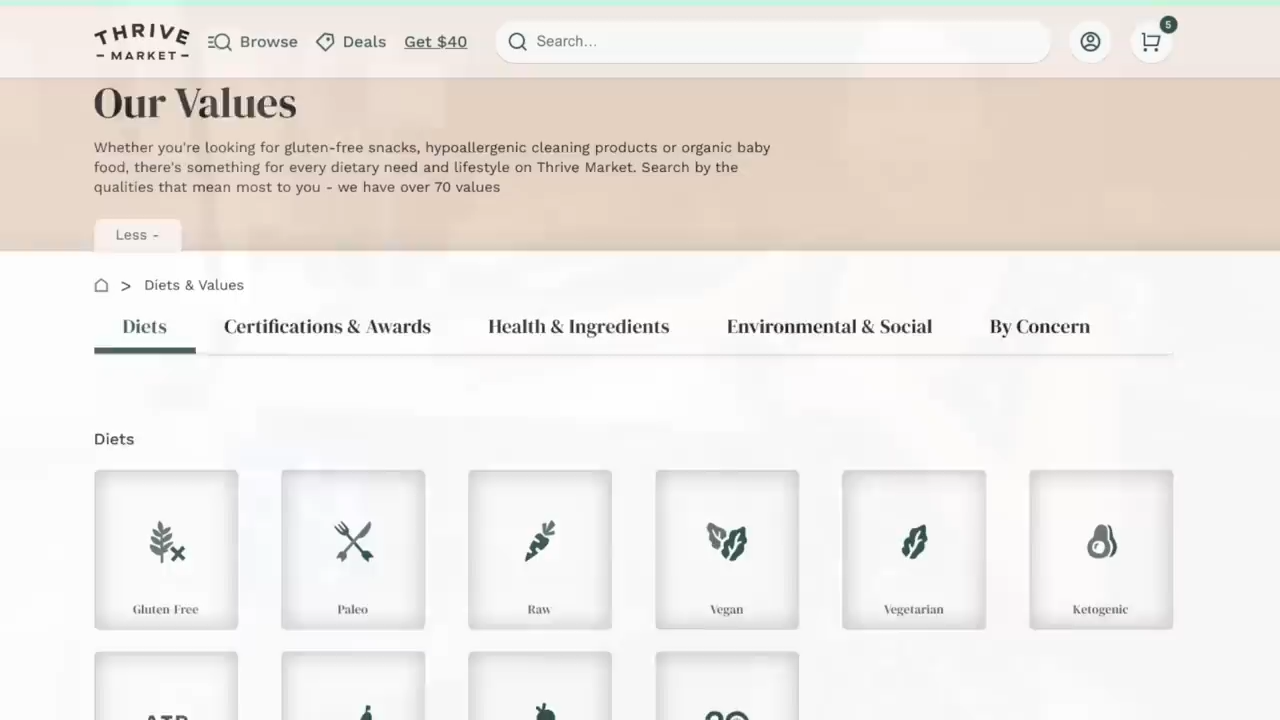 THRIVE
MARKET
Browse
Deals
Get $40
Search...
5
Our Values
Whether you're looking for gluten-free snacks, hypoallergenic cleaning products or organic baby
food, there's something for every dietary need and lifestyle on Thrive Market. Search by the
qualities that mean most to you - we have over 70 values
Less -
> Diets & Values
Diets
Certifications & Awards
Health & Ingredients
Environmental & Social
By Concern
Diets
Gluten-Free
Paleo
Raw
Vegan
Vegetarian
Ketogenic